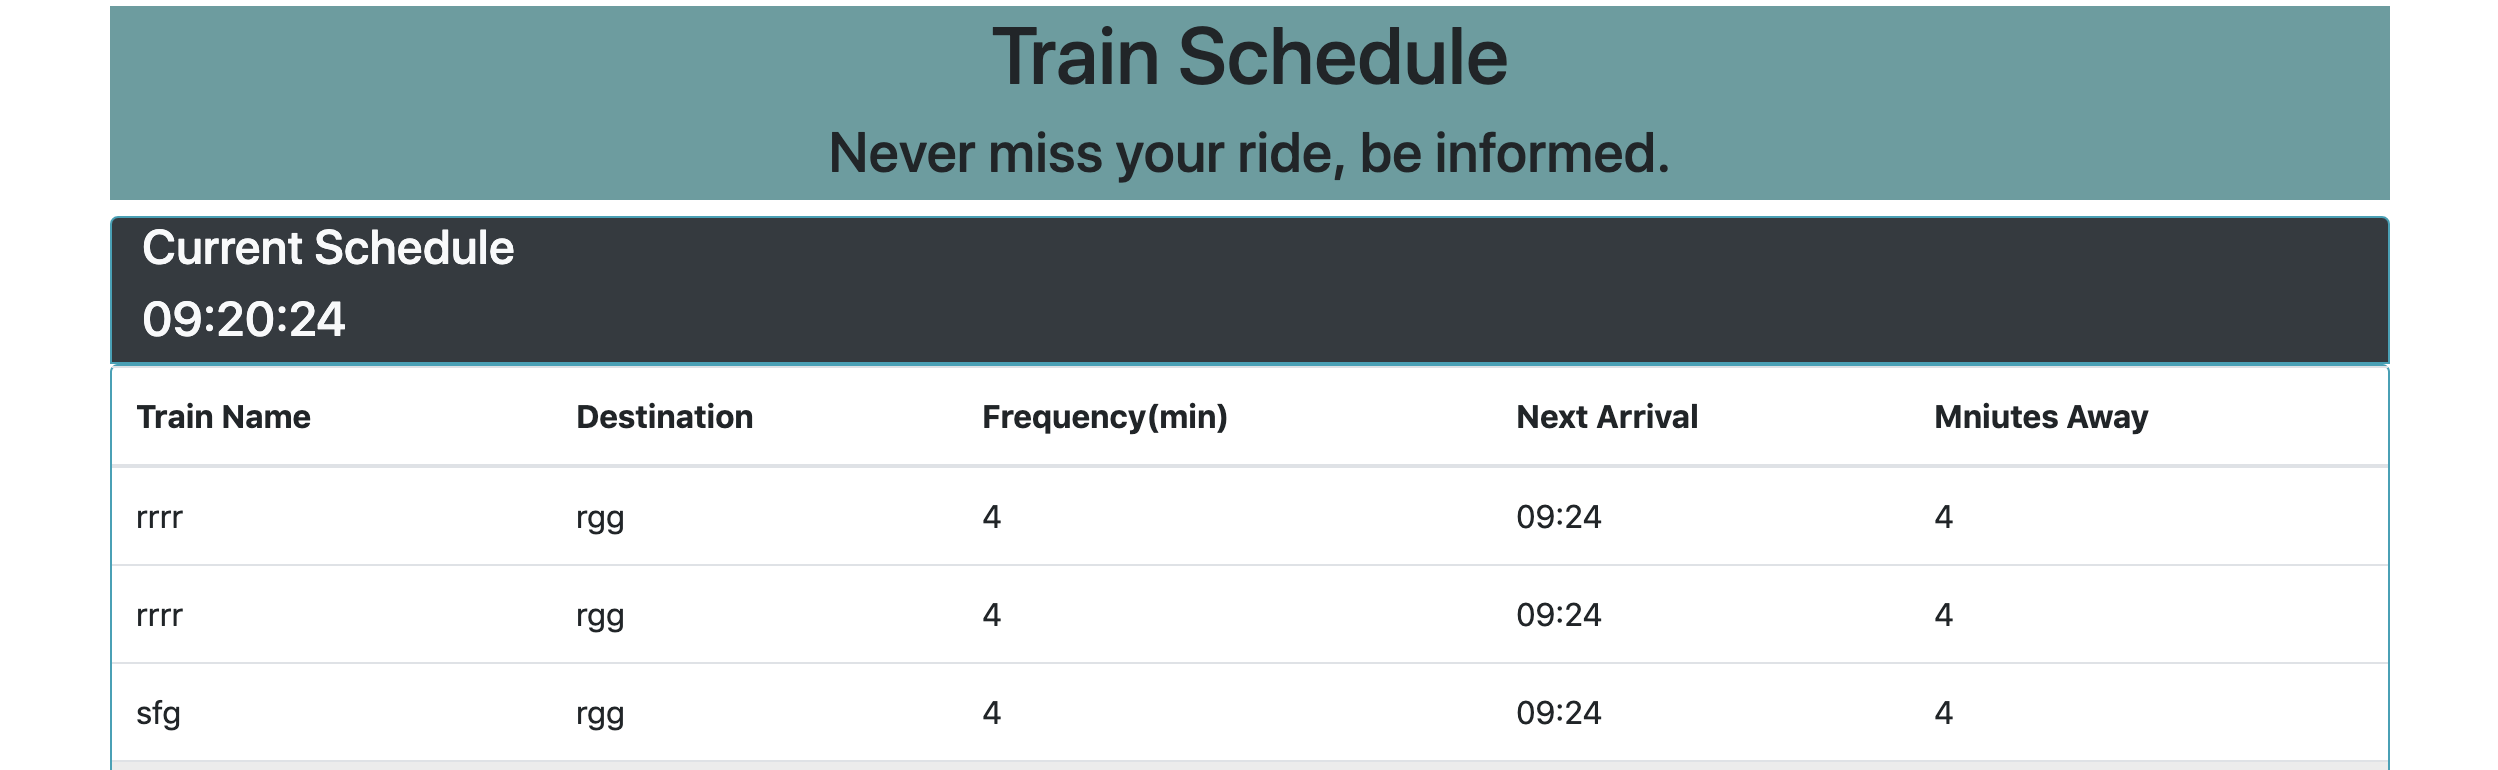 Train Schedule
Never miss your ride, be informed.
Current Schedule
09:20:24
Train Name Destination Frequency(min) Next Arrival Mniutes Away
rrrr rgg 4 09:24 4
rrrr rgg 4 09:24 4
sfg rgg 4 09:24 4